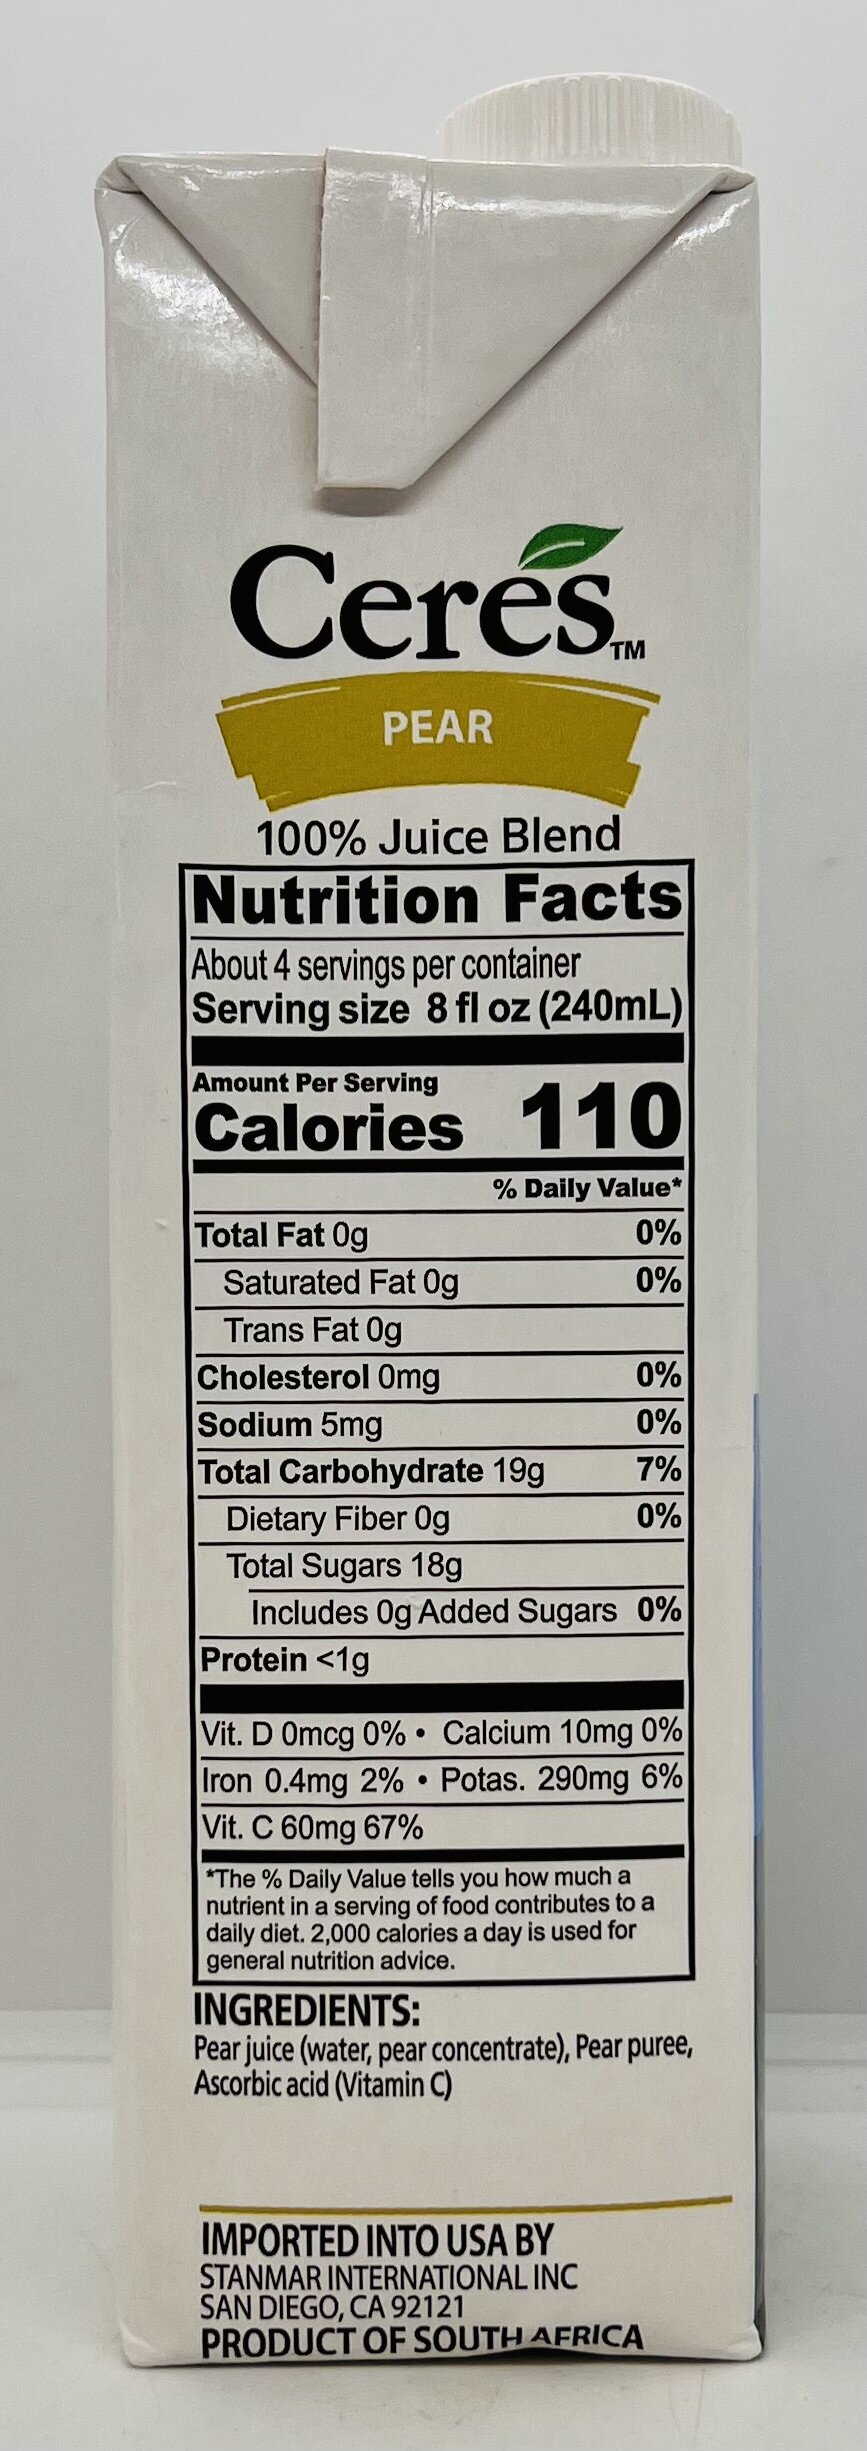 Ceres™
PEAR
100% Juice Blend
Nutrition Facts
About 4 servings per container
Serving size 8 fl oz (240mL)
Amount Per Serving
Calories 110
% Daily Value*
Total Fat 0g 0%
Saturated Fat 0g 0%
Trans Fat 0g
Cholesterol 0mg 0%
Sodium 5mg 0%
Total Carbohydrate 19g 7%
Dietary Fiber 0g 0%
Total Sugars 18g
Includes 0g Added Sugars 0%
Protein <1g
Vit. D 0mcg 0% • Calcium 10mg 0%
Iron 0.4mg 2% • Potas. 290mg 6%
Vit. C 60mg 67%
*The % Daily Value tells you how much a
nutrient in a serving of food contributes to a
daily diet. 2,000 calories a day is used for
general nutrition advice.
INGREDIENTS:
Pear juice (water, pear concentrate), Pear puree,
Ascorbic acid (Vitamin C)
IMPORTED INTO USA BY
STANMAR INTERNATIONAL INC
SAN DIEGO, CA 92121
PRODUCT OF SOUTH AFRICA